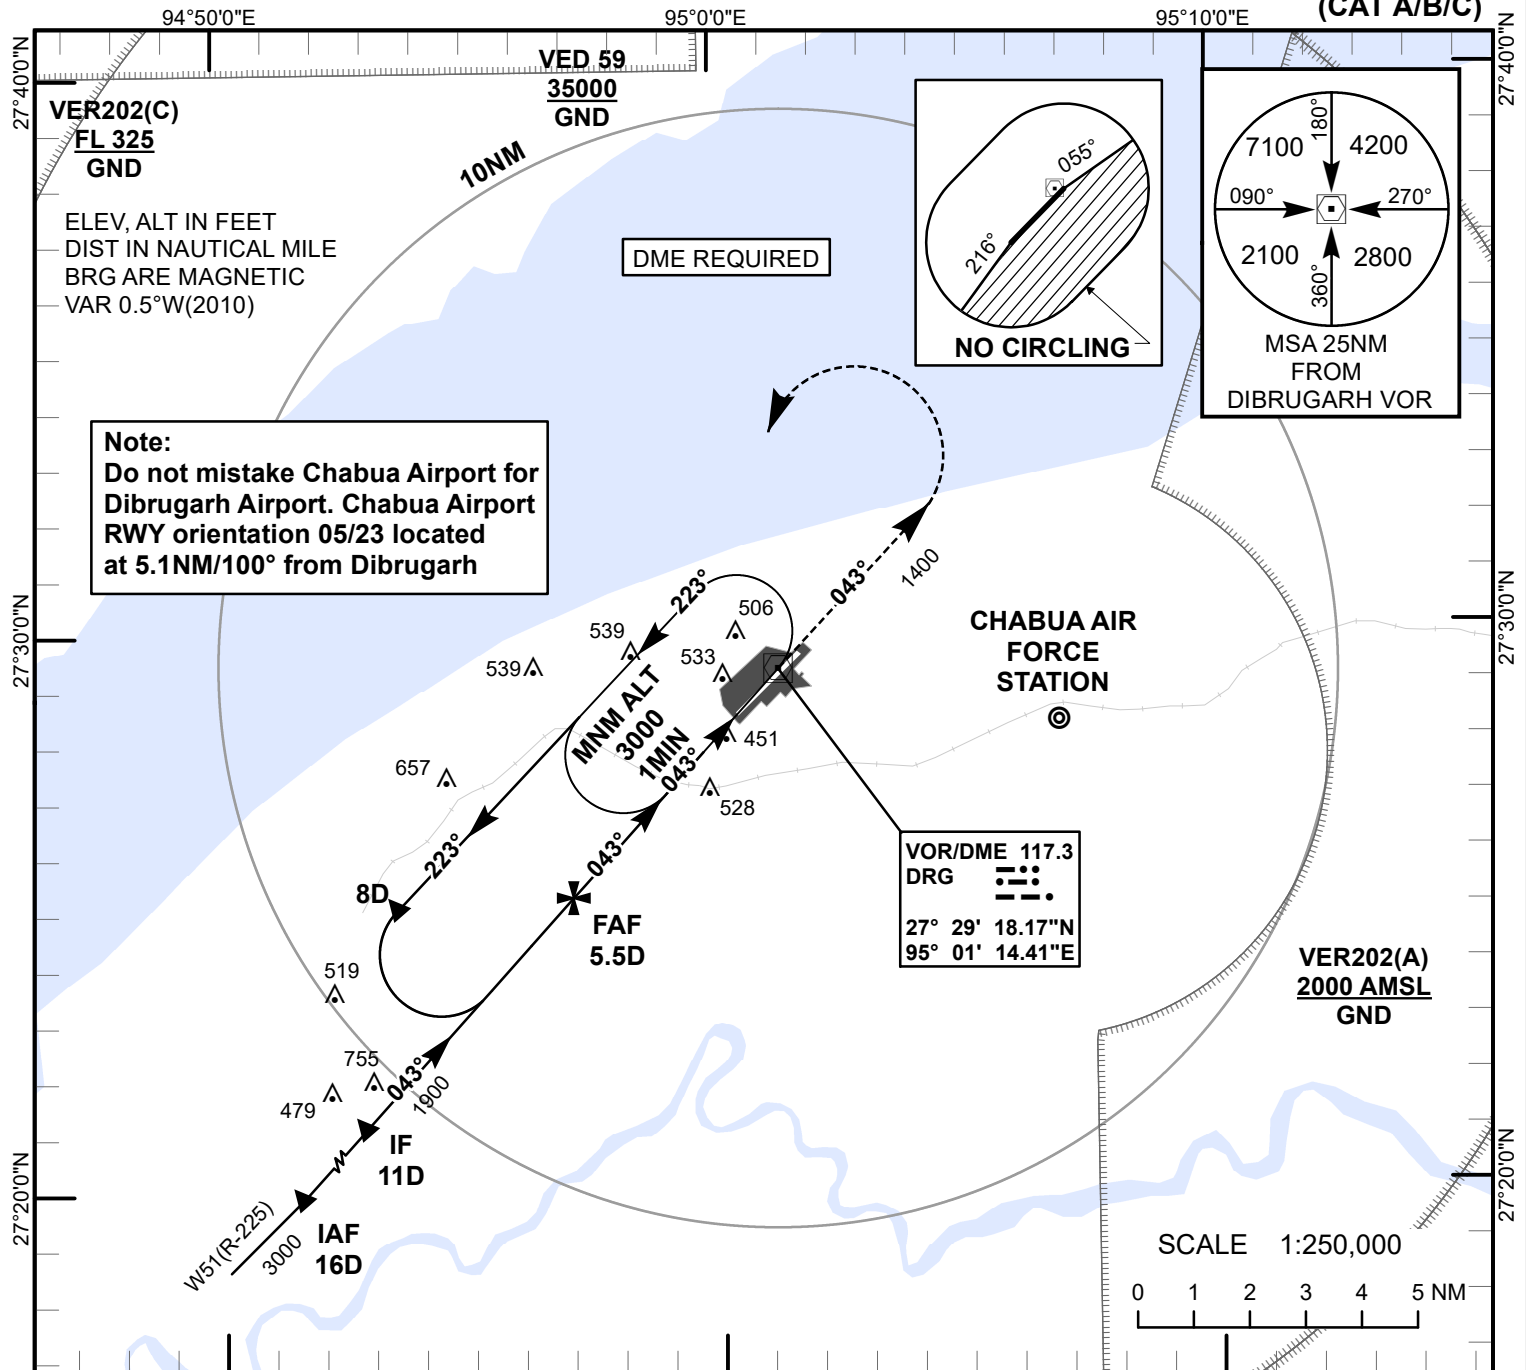 (CAT A/B/C)
94°50'0"E
95°0'0"E
95°10'0"E
27°40'0"N
27°40'0"N
VED 59
35000
GND
VER202(C)
FL 325
GND
10NM
ELEV, ALT IN FEET
DIST IN NAUTICAL MILE
BRG ARE MAGNETIC
VAR 0.5°W(2010)
DME REQUIRED
055°
216°
NO CIRCLING
180°
7100
4200
090°
270°
2100
2800
360°
MSA 25NM
FROM
DIBRUGARH VOR
Note:
Do not mistake Chabua Airport for
Dibrugarh Airport. Chabua Airport
RWY orientation 05/23 located
at 5.1NM/100° from Dibrugarh
223°
043°
1400
506
539
539
533
27°30'0"N
27°30'0"N
CHABUA AIR
FORCE
STATION
MNM ALT
3000
1MIN
043°
451
657
528
223°
043°
8D
FAF
5.5D
VOR/DME 117.3
DRG
27° 29' 18.17"N
95° 01' 14.41"E
519
VER202(A)
2000 AMSL
GND
755
043°
1900
479
IF
11D
27°20'0"N
27°20'0"N
W51(R-225)
3000
IAF
16D
SCALE 1:250,000
0 1 2 3 4 5 NM